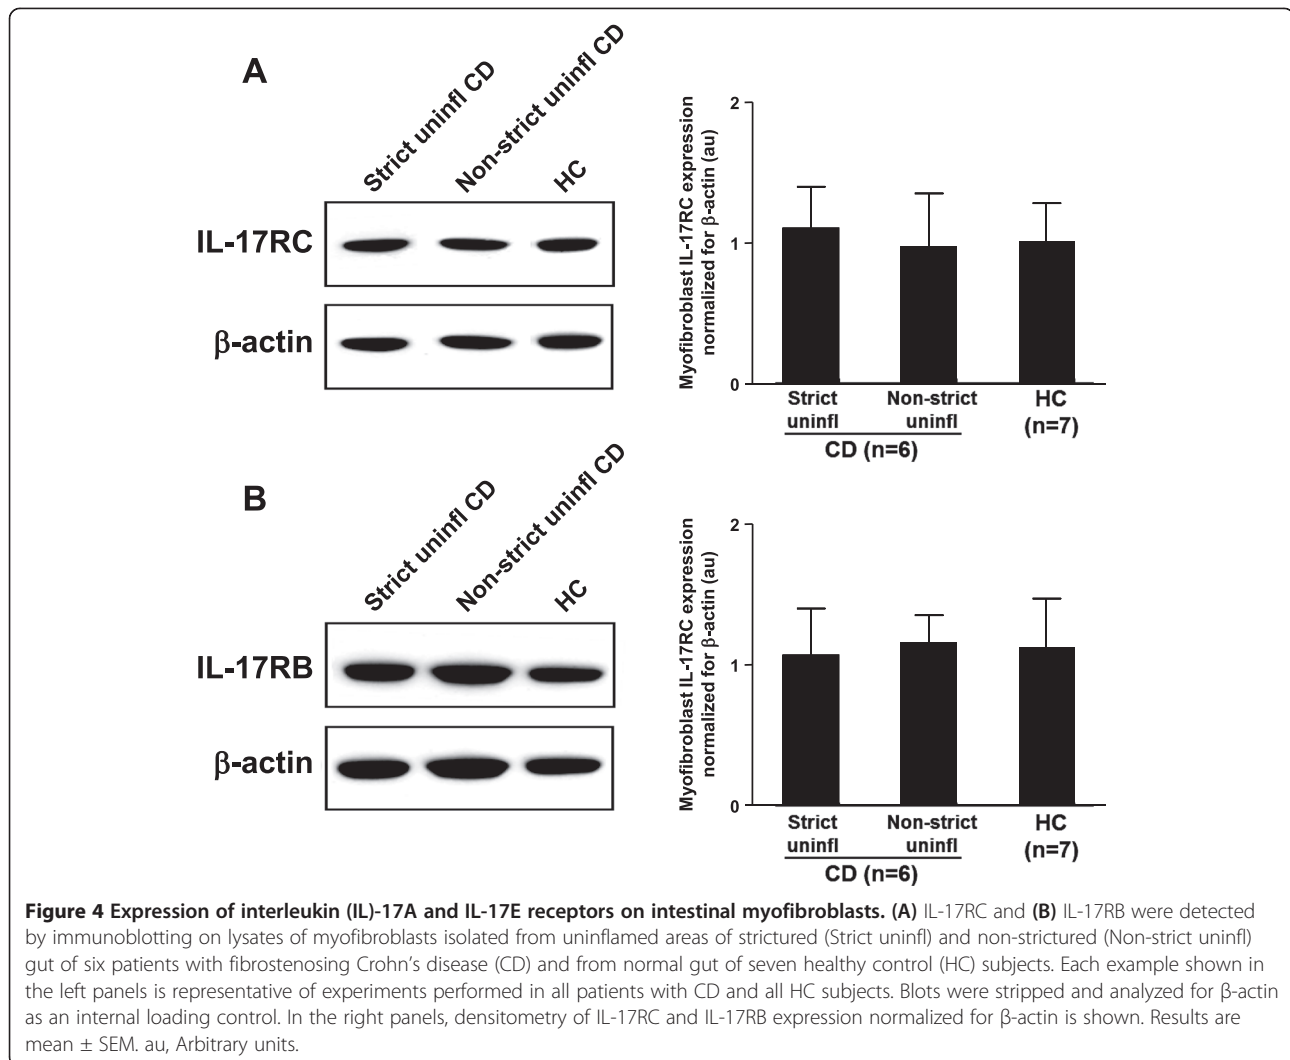 A
Strict uninfl CD
Non-strict uninfl CD
HC
IL-17RC
β-actin
Myofibroblast IL-17RC expression
normalized for β-actin (au)
2
1
0
Strict
uninfl
Non-strict
uninfl
HC
(n=7)
CD (n=6)
B
Strict uninfl CD
Non-strict uninfl CD
HC
IL-17RB
β-actin
Myofibroblast IL-17RC expression
normalized for β-actin (au)
2
1
0
Strict
uninfl
Non-strict
uninfl
HC
(n=7)
CD (n=6)
Figure 4 Expression of interleukin (IL)-17A and IL-17E receptors on intestinal myofibroblasts. (A) IL-17RC and (B) IL-17RB were detected
by immunoblotting on lysates of myofibroblasts isolated from uninflamed areas of strictured (Strict uninfl) and non-strictured (Non-strict uninfl)
gut of six patients with fibrostenosing Crohn's disease (CD) and from normal gut of seven healthy control (HC) subjects. Each example shown in
the left panels is representative of experiments performed in all patients with CD and all HC subjects. Blots were stripped and analyzed for β-actin
as an internal loading control. In the right panels, densitometry of IL-17RC and IL-17RB expression normalized for β-actin is shown. Results are
mean ± SEM. au, Arbitrary units.